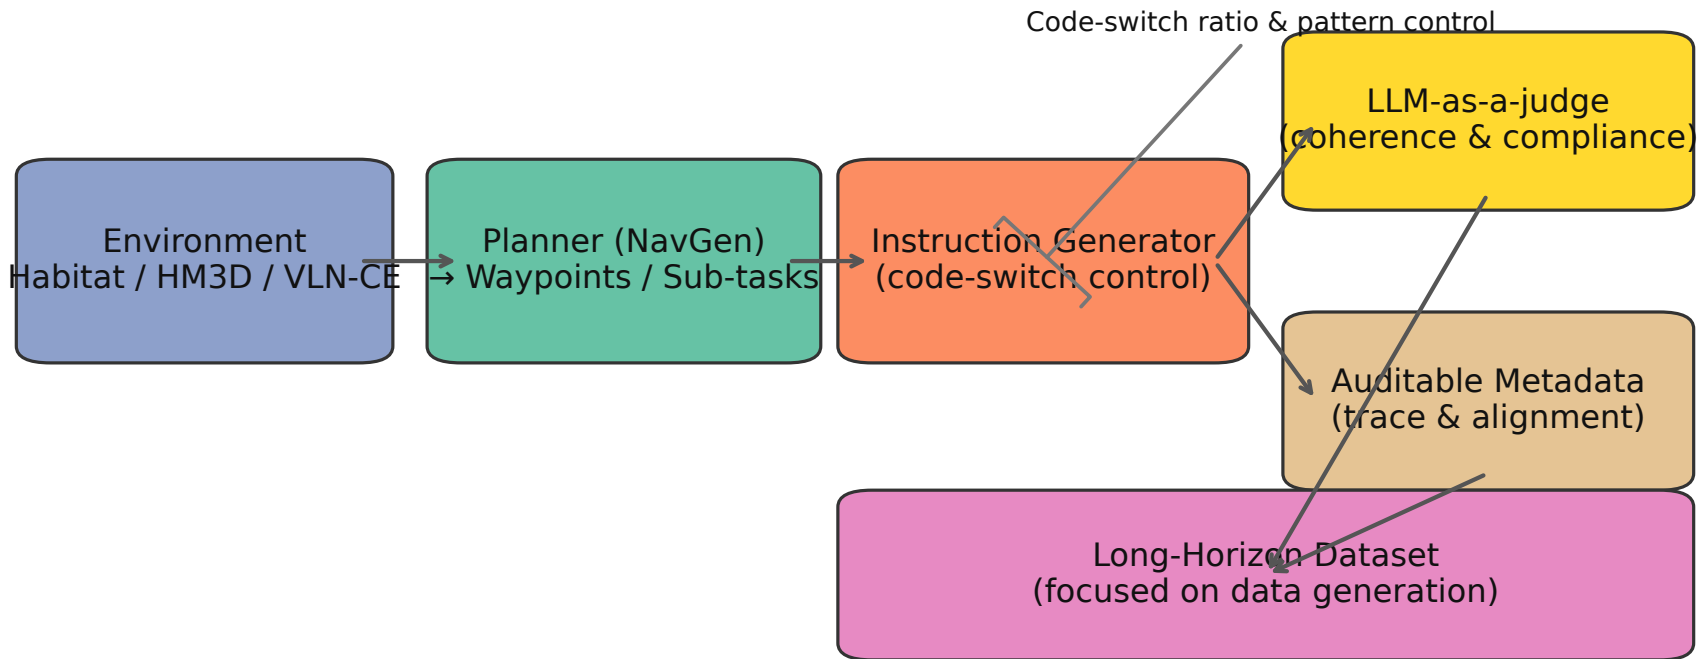 Code-switch ratio & pattern control
LLM-as-a-judge
(coherence & compliance)
Environment
Habitat / HM3D / VLN-CE
Planner (NavGen)
→ Waypoints / Sub-tasks
Instruction Generator
(code-switch control)
Auditable Metadata
(trace & alignment)
Long-Horizon Dataset
(focused on data generation)